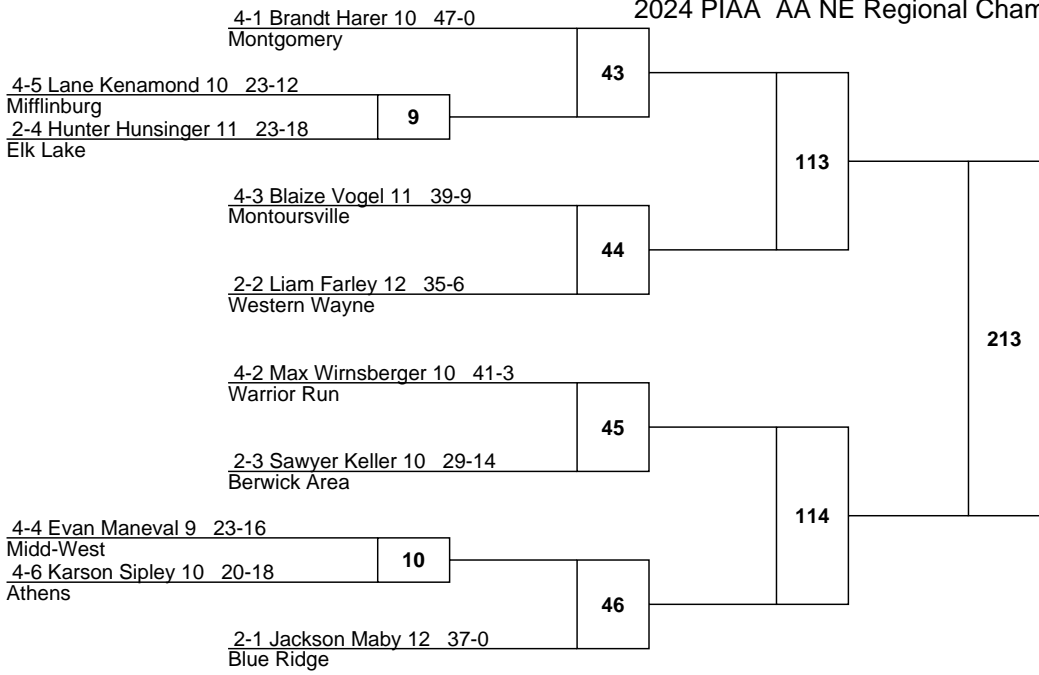 2024 PIAA AA NE Regional Cham
4-1 Brandt Harer 10 47-0
Montgomery
43
4-5 Lane Kenamond 10 23-12
Mifflinburg
9
2-4 Hunter Hunsinger 11 23-18
Elk Lake
113
4-3 Blaize Vogel 11 39-9
Montoursville
44
2-2 Liam Farley 12 35-6
Western Wayne
213
4-2 Max Wirnsberger 10 41-3
Warrior Run
45
2-3 Sawyer Keller 10 29-14
Berwick Area
114
4-4 Evan Maneval 9 23-16
Midd-West
10
4-6 Karson Sipley 10 20-18
Athens
46
2-1 Jackson Maby 12 37-0
Blue Ridge